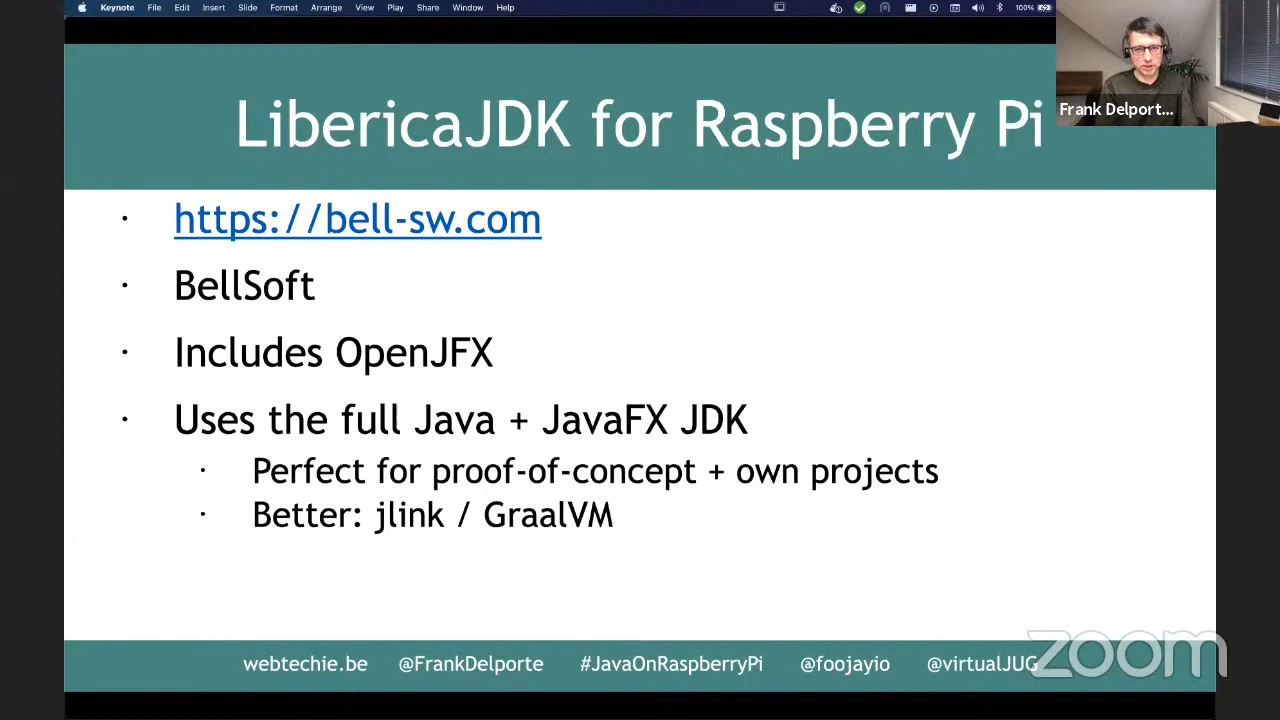 Keynote File Edit Insert Slide Format Arrange View Play Share Window Help 100%
Frank Delport...
LibericaJDK for Raspberry Pi
· https://bell-sw.com
· BellSoft
· Includes OpenJFX
· Uses the full Java + JavaFX JDK
· Perfect for proof-of-concept + own projects
· Better: jlink / GraalVM
webtechie.be @FrankDelporte #JavaOnRaspberryPi @foojayio @virtualJUG
zoom